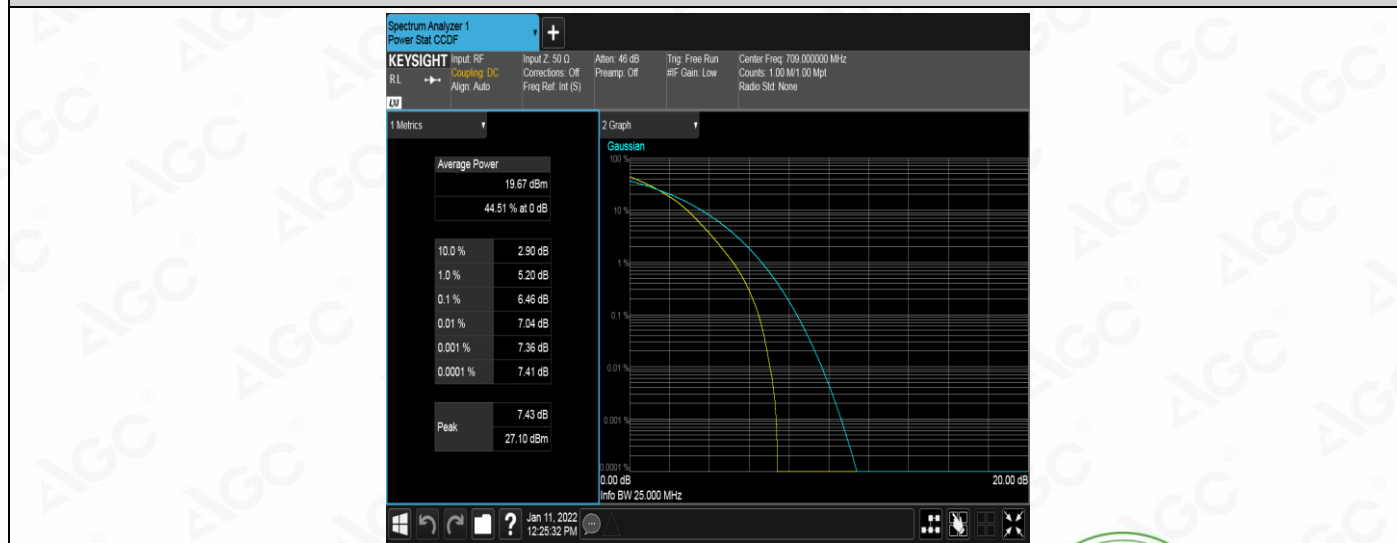 Spectrum Analyzer 1
Power Stat CCDF
+
KEYSIGHT
Input: RF
Input Z: 50 Ω
Atten: 46 dB
Trig: Free Run
Center Freq: 709.000000 MHz
RL
Coupling: DC
Corrections: Off
Preamp: Off
#IF Gain: Low
Counts: 1.00 M/1.00 Mpt
Align: Auto
Freq Ref: Int (S)
Radio Std: None
LXI
1 Metrics
Average Power
19.67 dBm
44.51 % at 0 dB
10.0 % 2.90 dB
1.0 % 5.20 dB
0.1 % 6.46 dB
0.01 % 7.04 dB
0.001 % 7.36 dB
0.0001 % 7.41 dB
Peak
7.43 dB
27.10 dBm
2 Graph
Gaussian
100 %
10 %
1 %
0.1 %
0.01 %
0.001 %
0.0001 %
0.00 dB
20.00 dB
Info BW 25.000 MHz
?
Jan 11, 2022
12:25:32 PM
AGC